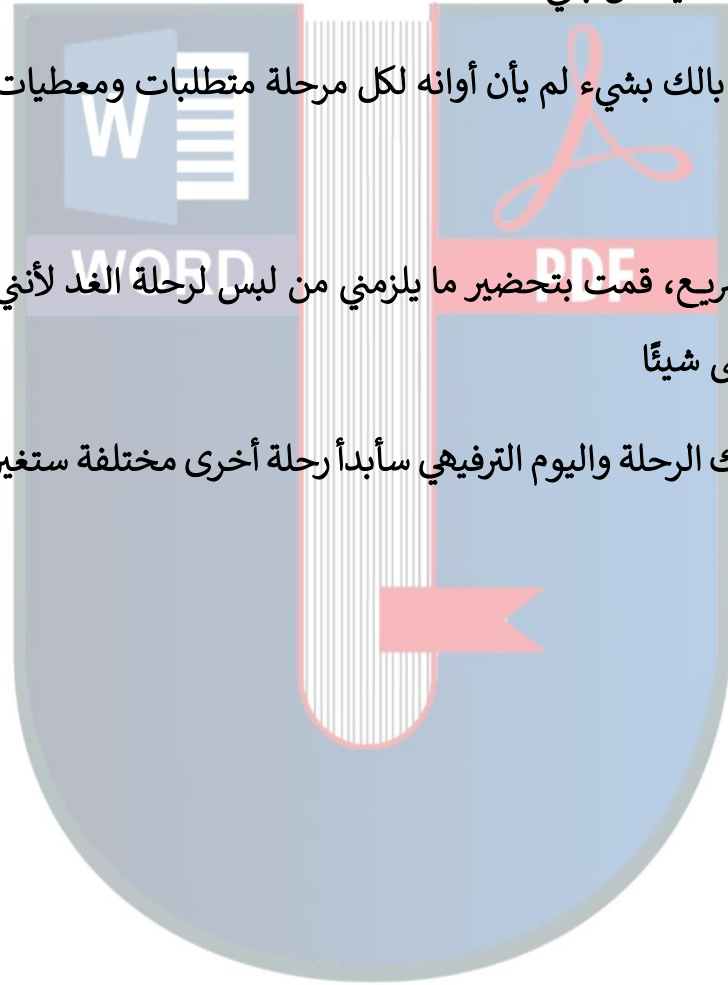 بالك بشيء لم يأن أوانه لكل مرحلة متطلبات ومعطيات
WORD PDF
قمت بتحضير ما يلزمني من لبس لرحلة الغد لأنني
شيئًا
الرحلة واليوم الترفيهي سأبدأ رحلة أخرى مختلفة ستغير